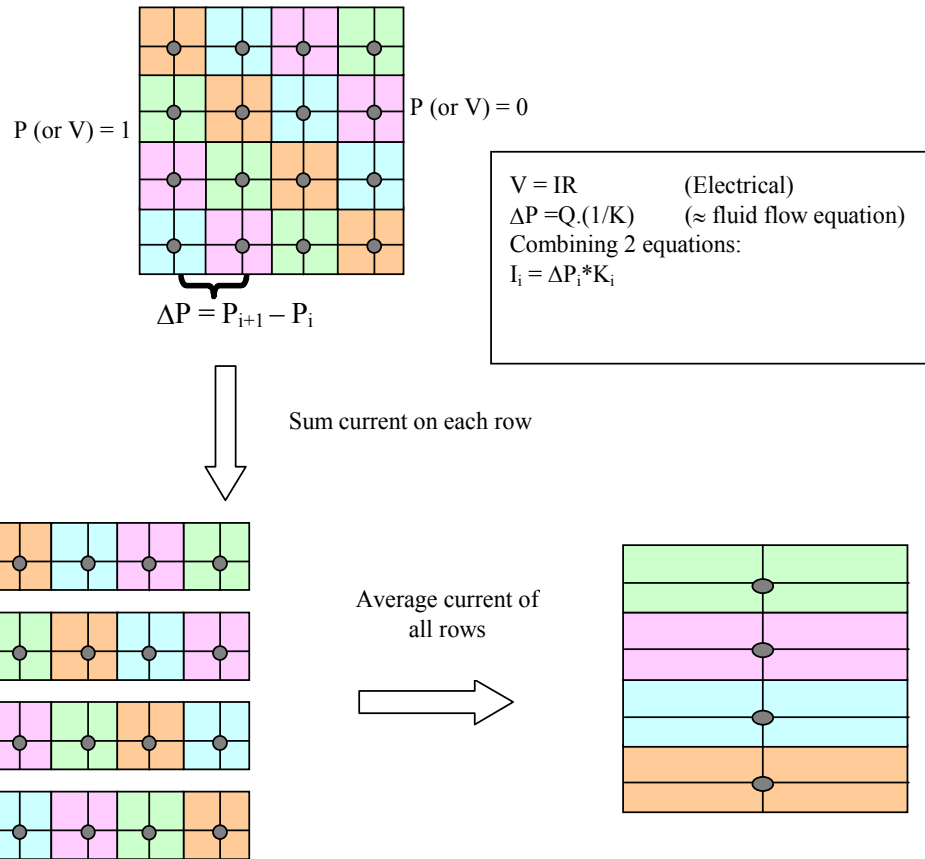 P (or V) = 1
P (or V) = 0
V = IR (Electrical)
ΔP =Q.(1/K) (≈ fluid flow equation)
Combining 2 equations:
Iᵢ = ΔPᵢ*Kᵢ
ΔP = Pᵢ₊₁ – Pᵢ
Sum current on each row
Average current of
all rows